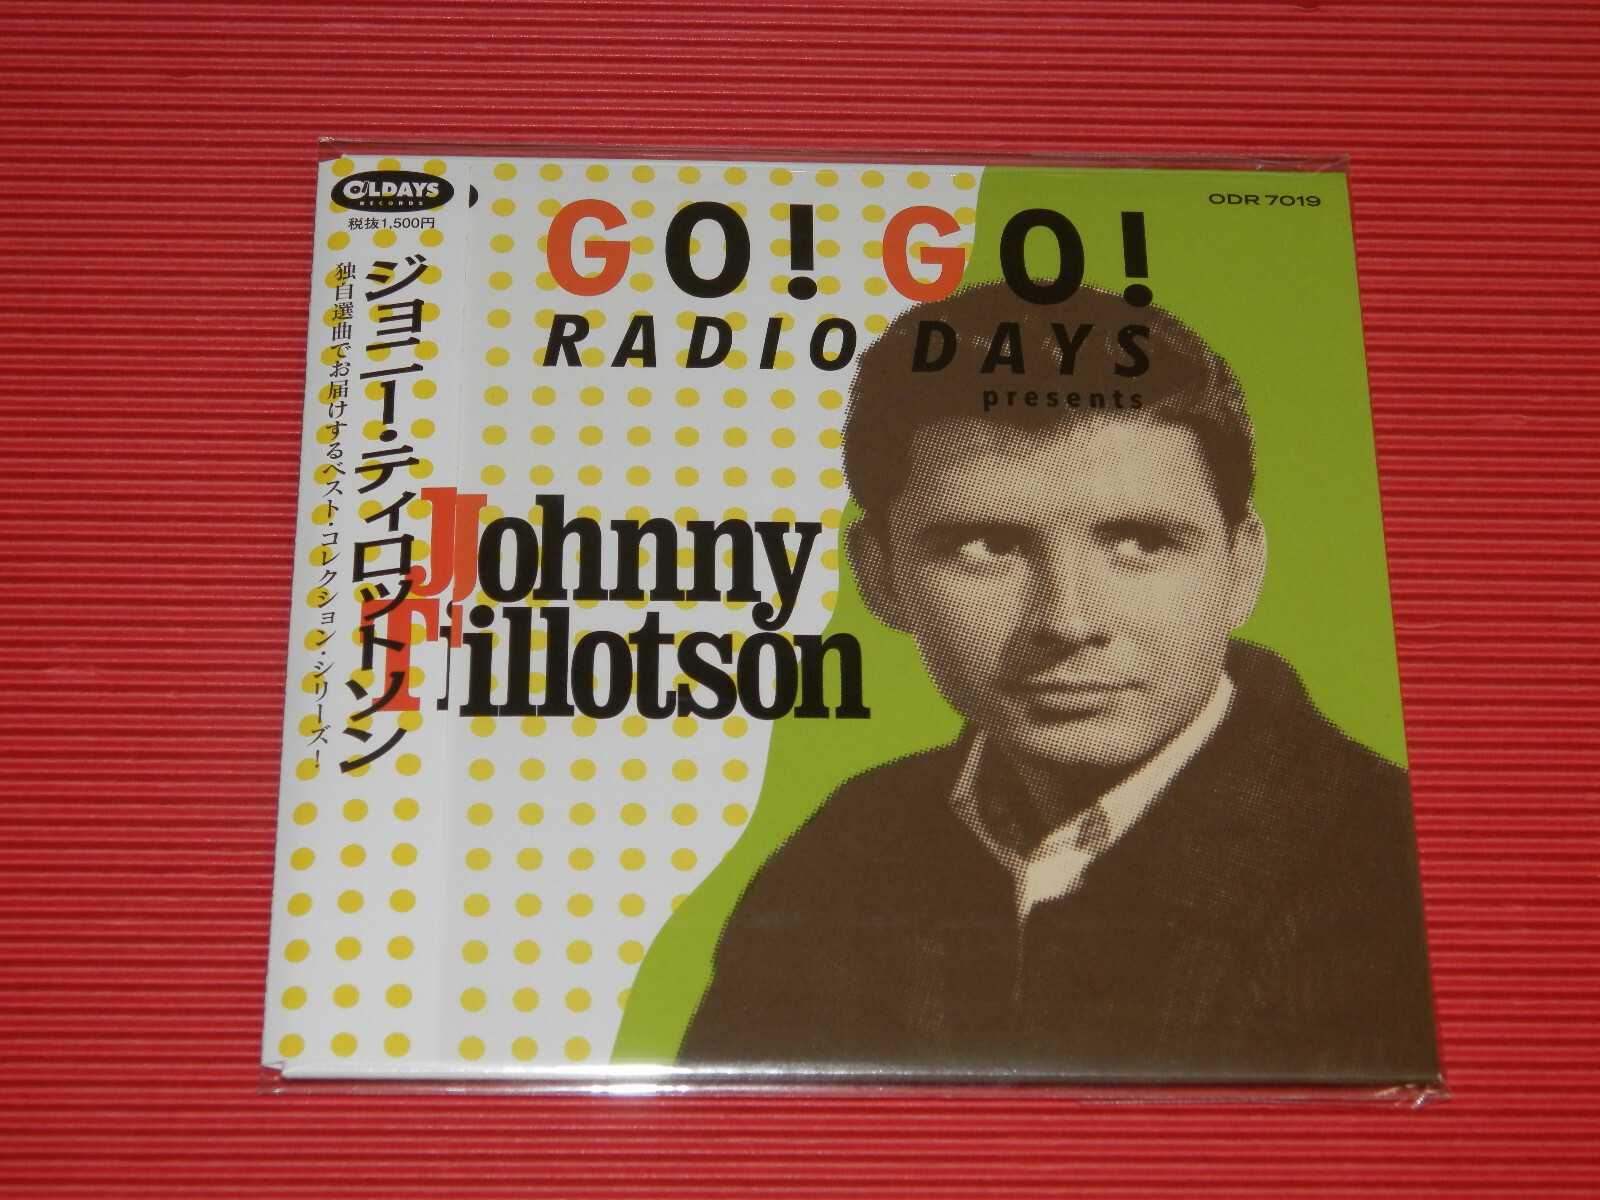 OLDAYS
RECORDS
税抜1,500円
ジョニー・ティロットソン
独自選曲でお届けするベスト・コレクション・シリーズ!
ODR 7019
GO! GO!
RADIO DAYS
presents
Johnny
Tillotson